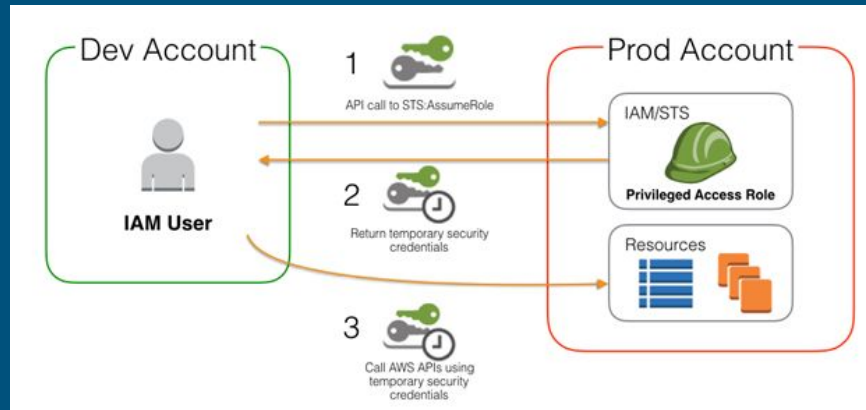 Dev Account
IAM User
1
API call to STS:AssumeRole
2
Return temporary security
credentials
3
Call AWS APIs using
temporary security
credentials
Prod Account
IAM/STS
Privileged Access Role
Resources